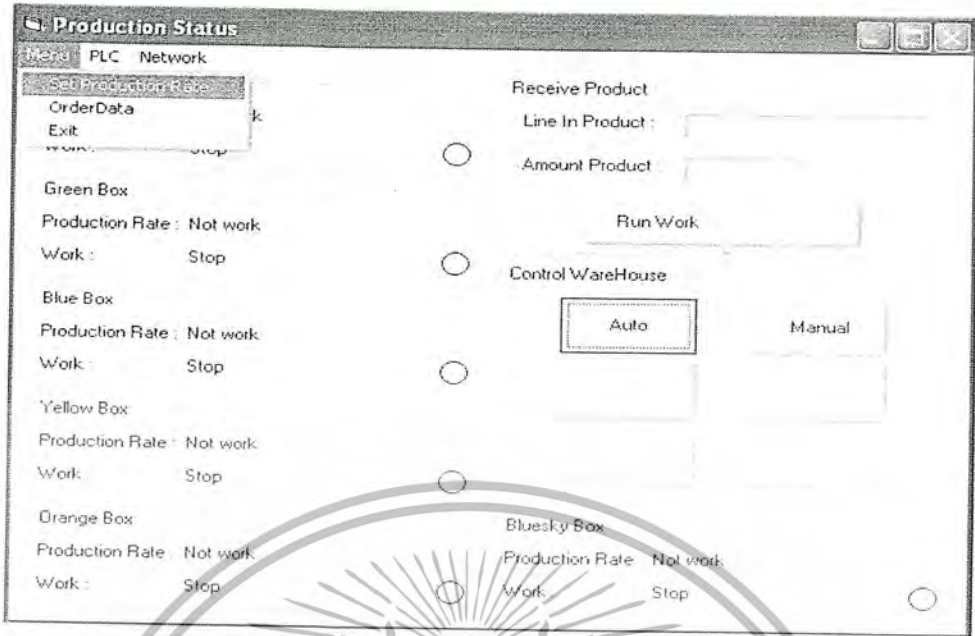 Production Status
Menu PLC Network
Set Production Rate
OrderData
Exit
Work : Stop
Green Box
Production Rate : Not work
Work : Stop
Blue Box
Production Rate : Not work
Work : Stop
Yellow Box
Production Rate : Not work
Work : Stop
Orange Box
Production Rate : Not work
Work : Stop
Receive Product
Line In Product :
Amount Product
Run Work
Control WareHouse
Auto Manual
Bluesky Box
Production Rate Not work
Work : Stop